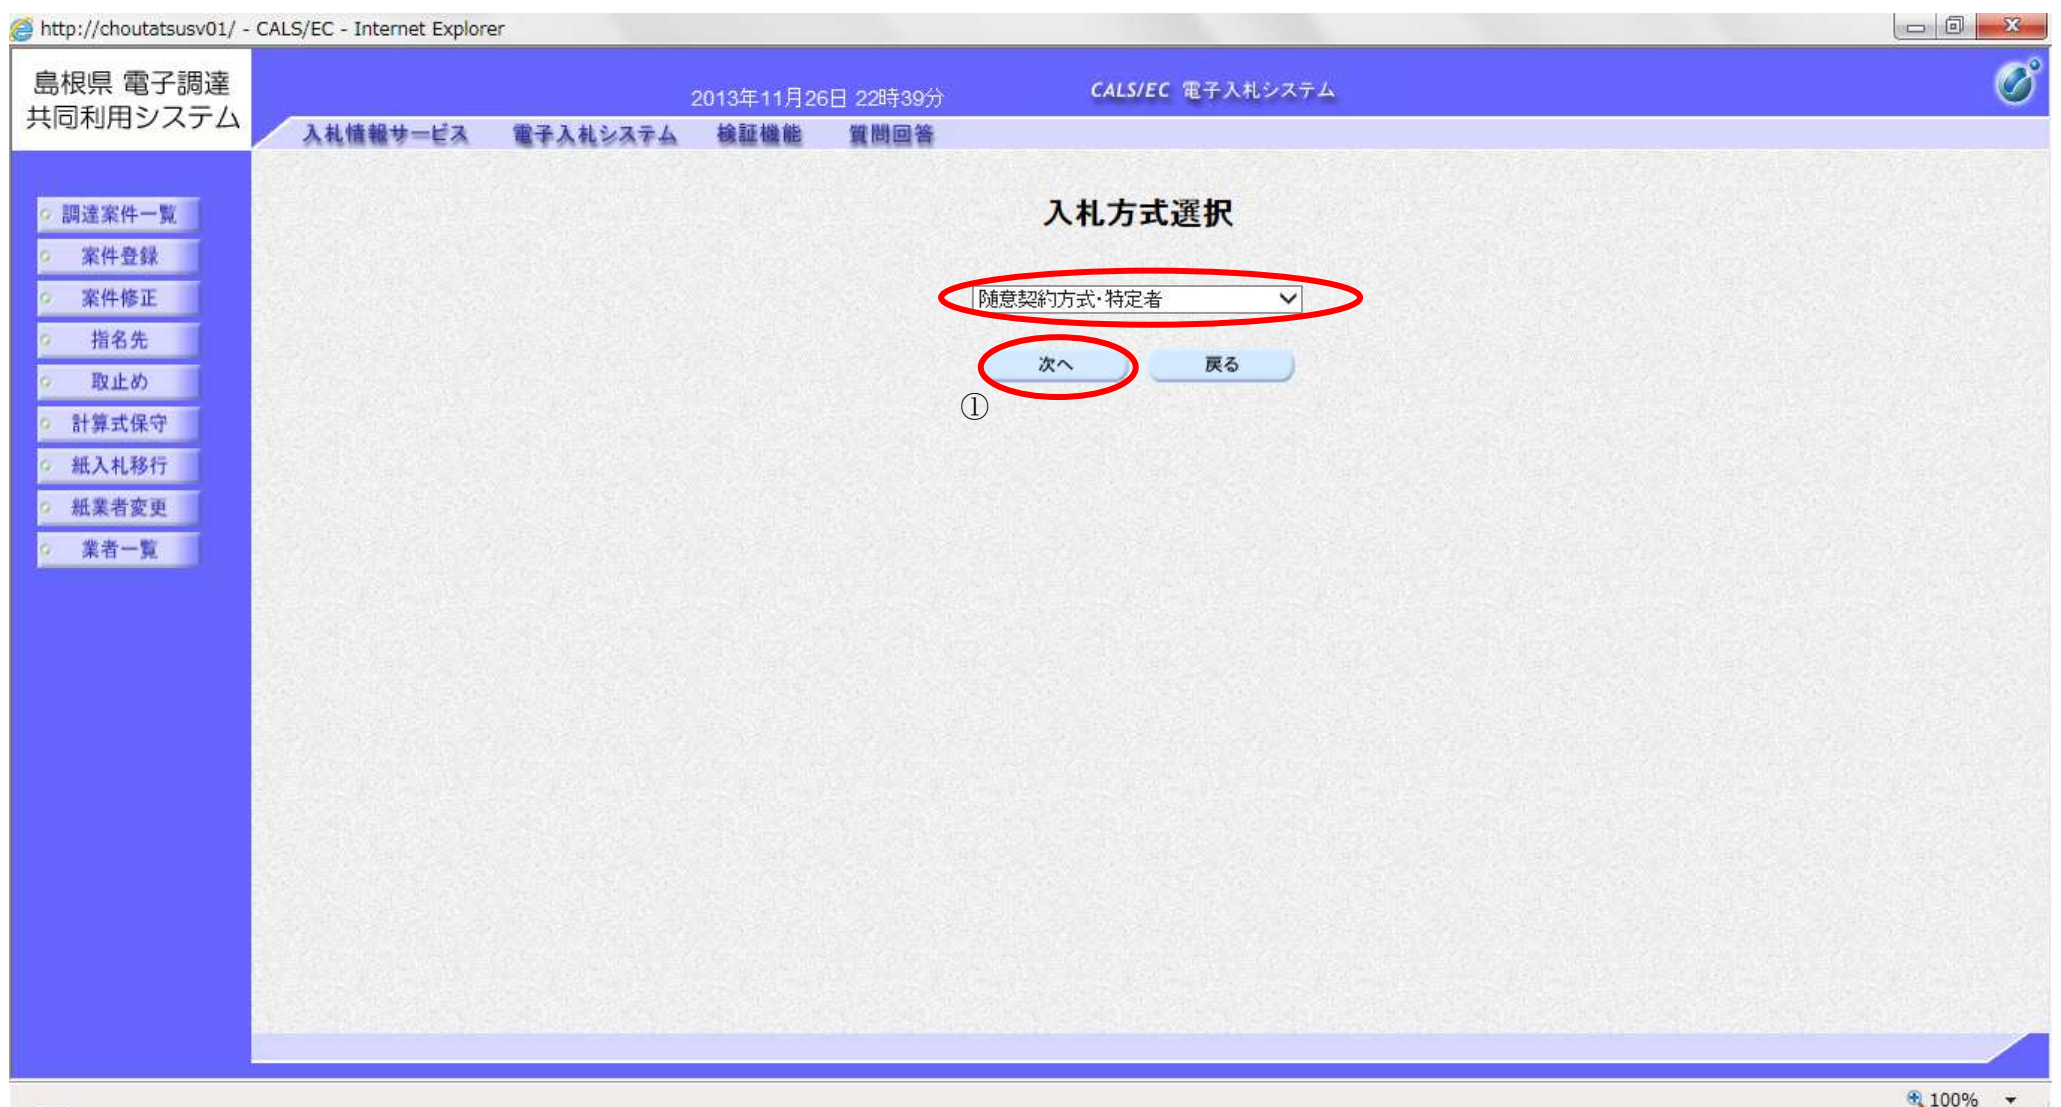 http://choutatsusv01/ - CALS/EC - Internet Explorer
島根県 電子調達
共同利用システム
2013年11月26日 22時39分
CALS/EC 電子入札システム
入札情報サービス 電子入札システム 検証機能 質問回答
調達案件一覧
案件登録
案件修正
指名先
取止め
計算式保守
紙入札移行
紙業者変更
業者一覧
入札方式選択
随意契約方式・特定者
次へ 戻る
①
100%